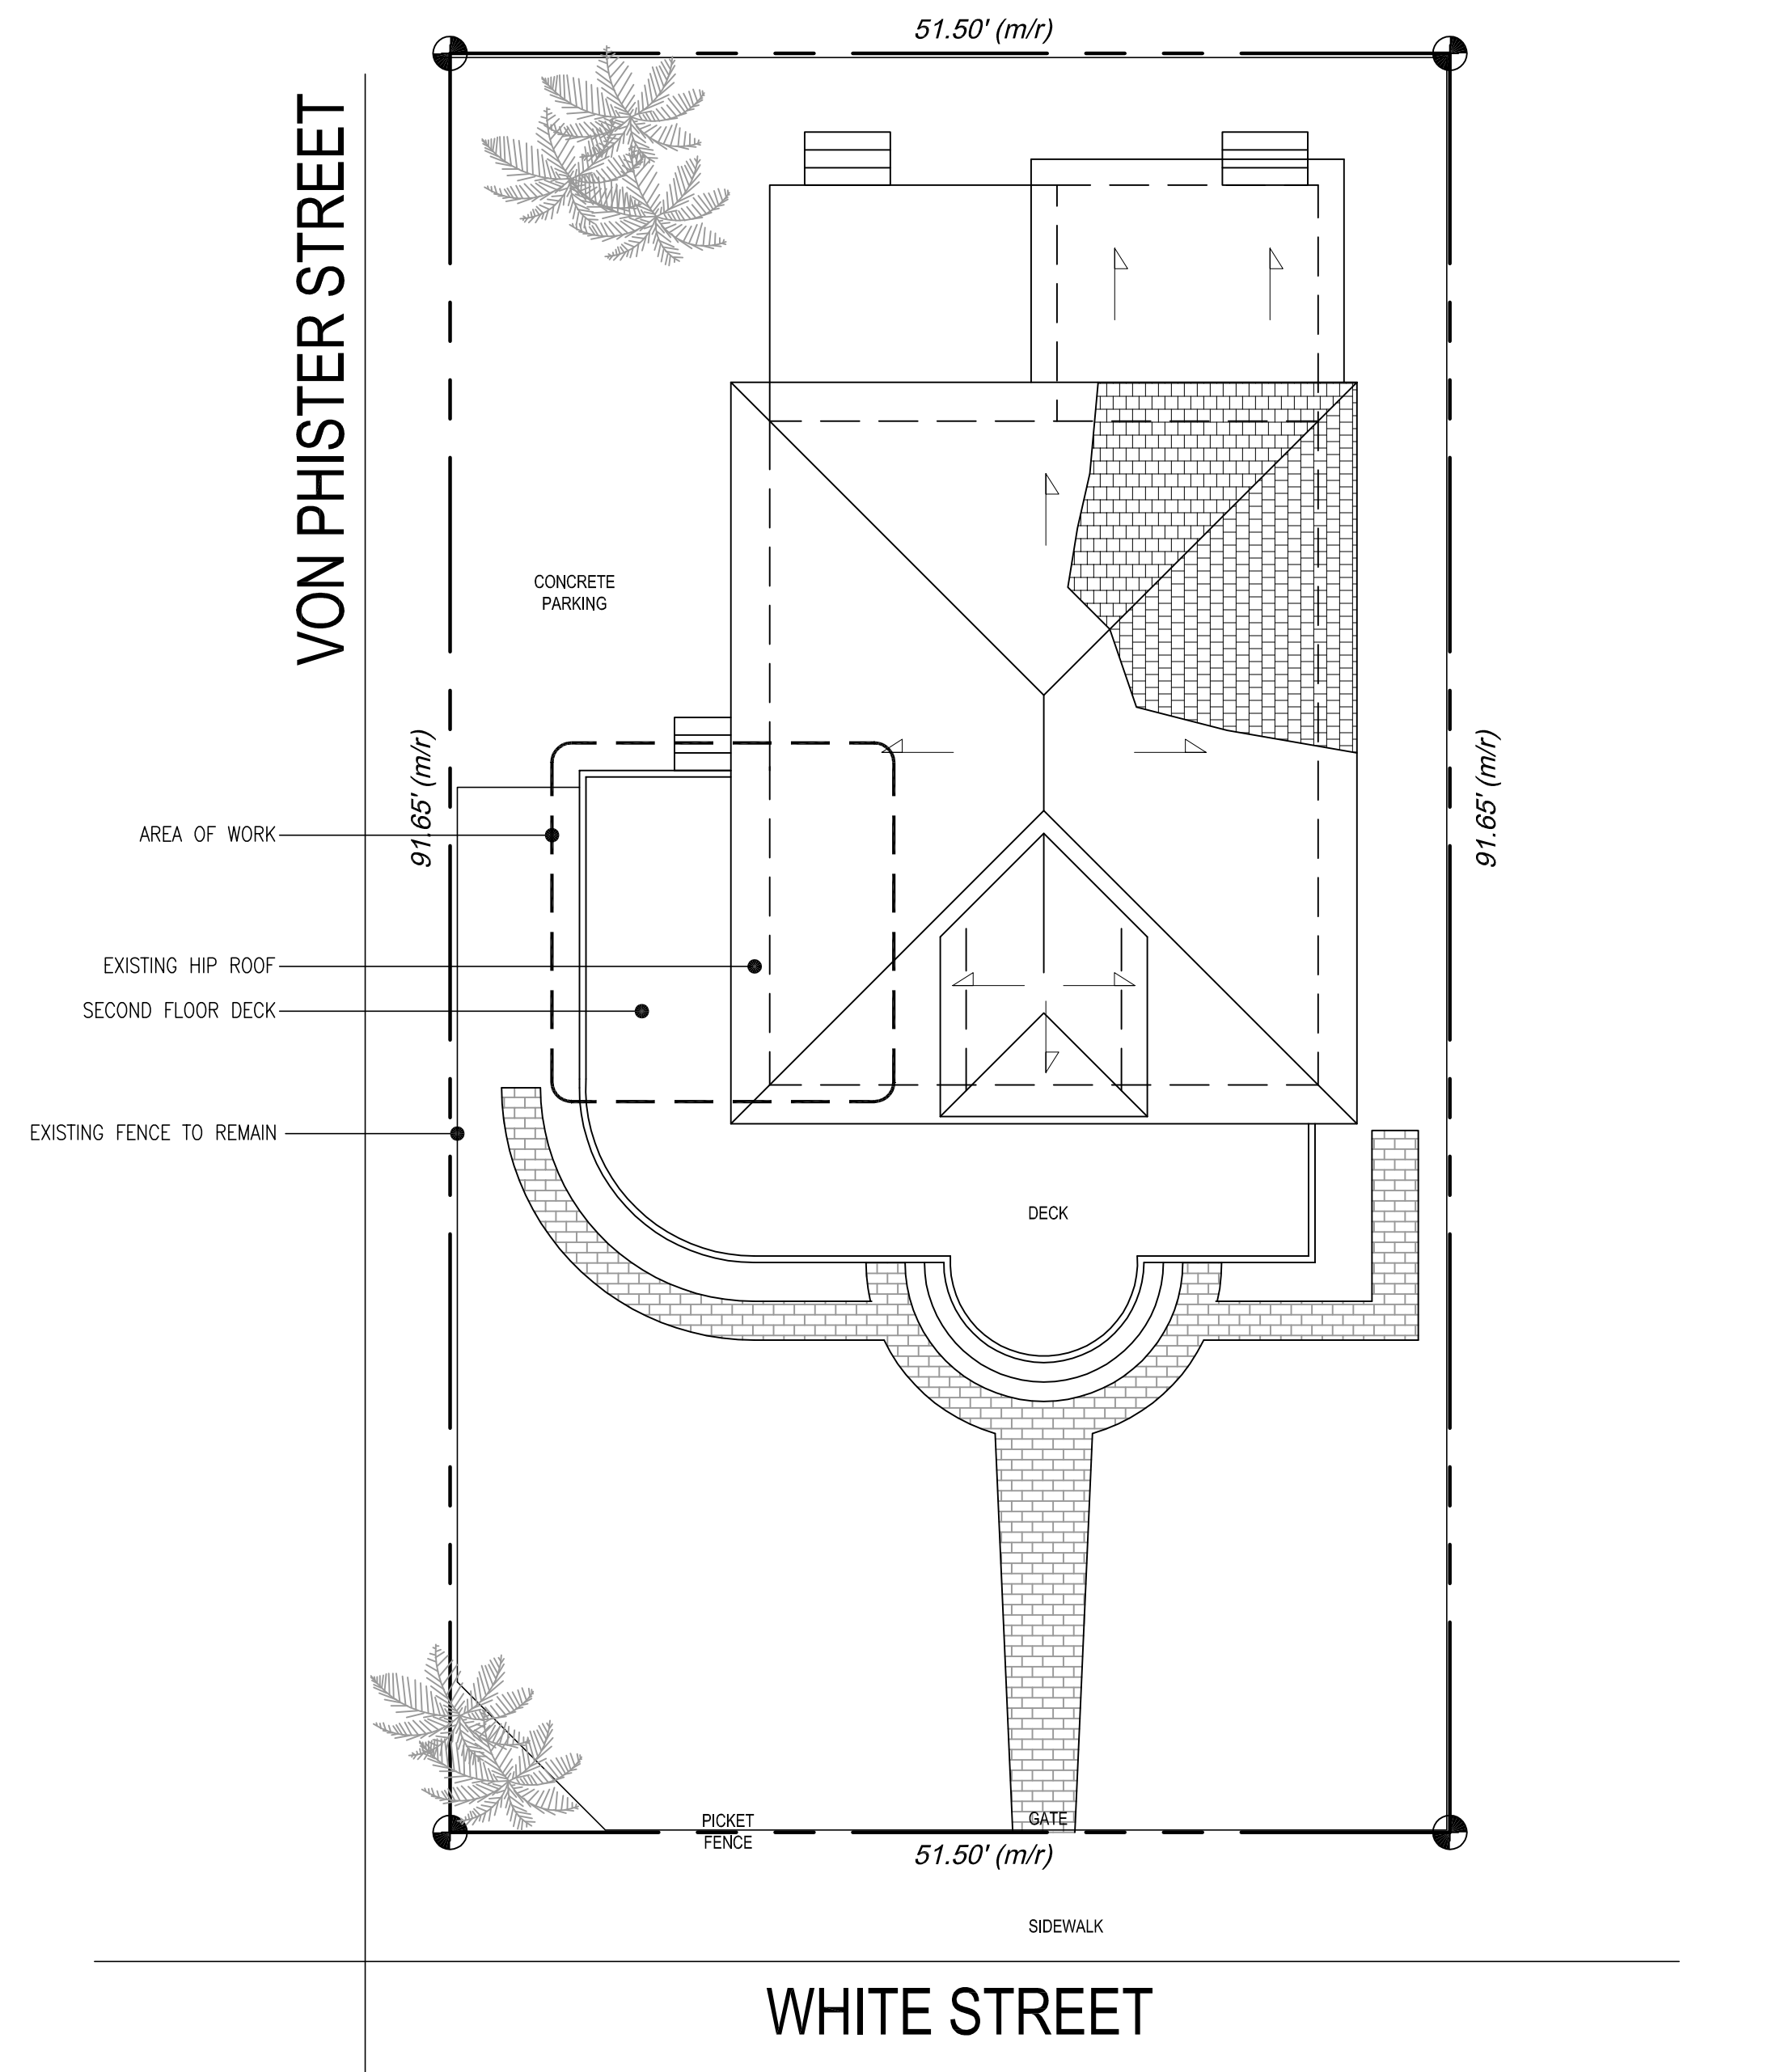 51.50' (m/r)
VON PHISTER STREET
CONCRETE
PARKING
91.65' (m/r)
91.65' (m/r)
AREA OF WORK
EXISTING HIP ROOF
SECOND FLOOR DECK
EXISTING FENCE TO REMAIN
DECK
PICKET
FENCE
GATE
51.50' (m/r)
SIDEWALK
WHITE STREET